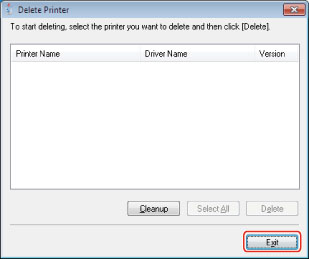 Delete Printer
To start deleting, select the printer you want to delete and then click [Delete].
Printer Name Driver Name Version
Cleanup Select All Delete
Exit